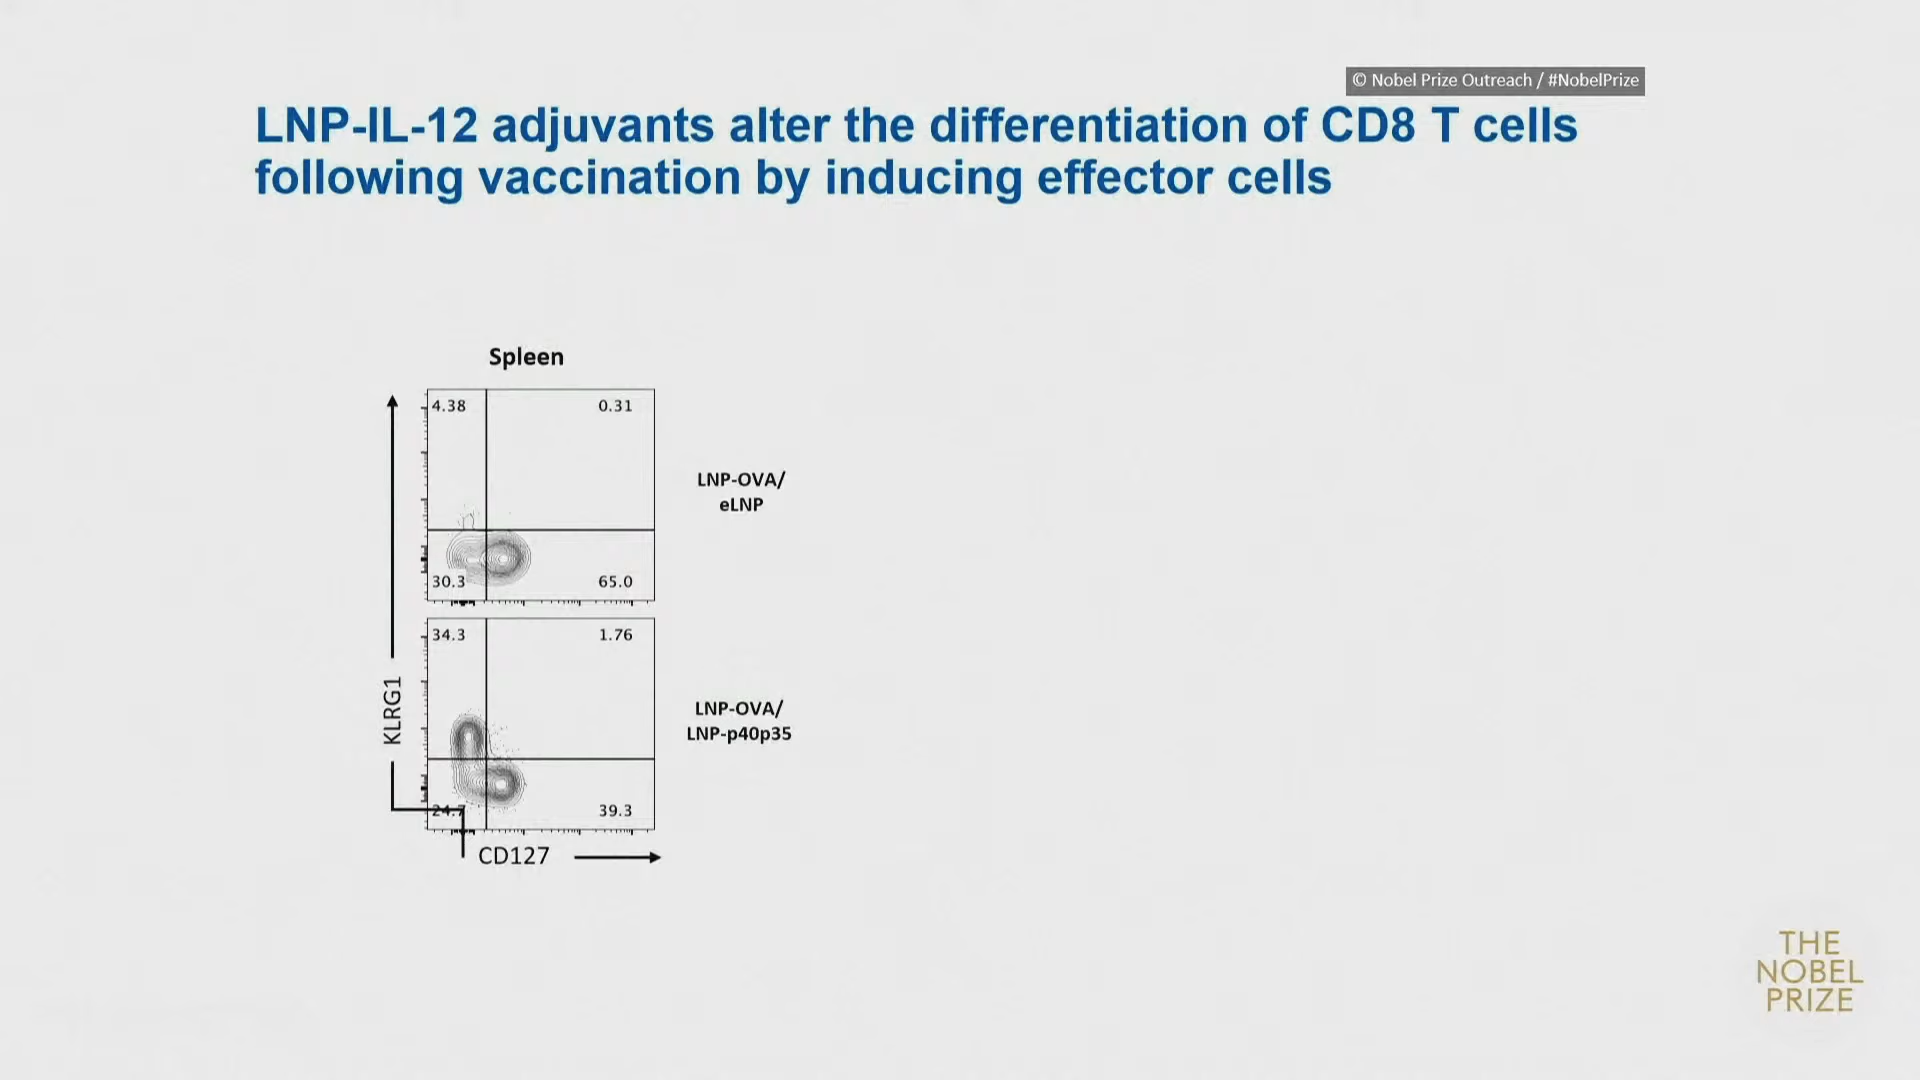 © Nobel Prize Outreach / #NobelPrize
LNP-IL-12 adjuvants alter the differentiation of CD8 T cells
following vaccination by inducing effector cells
Spleen
4.38 0.31
LNP-OVA/
eLNP
30.3 65.0
34.3 1.76
KLRG1
LNP-OVA/
LNP-p40p35
24.7 39.3
CD127
THE
NOBEL
PRIZE